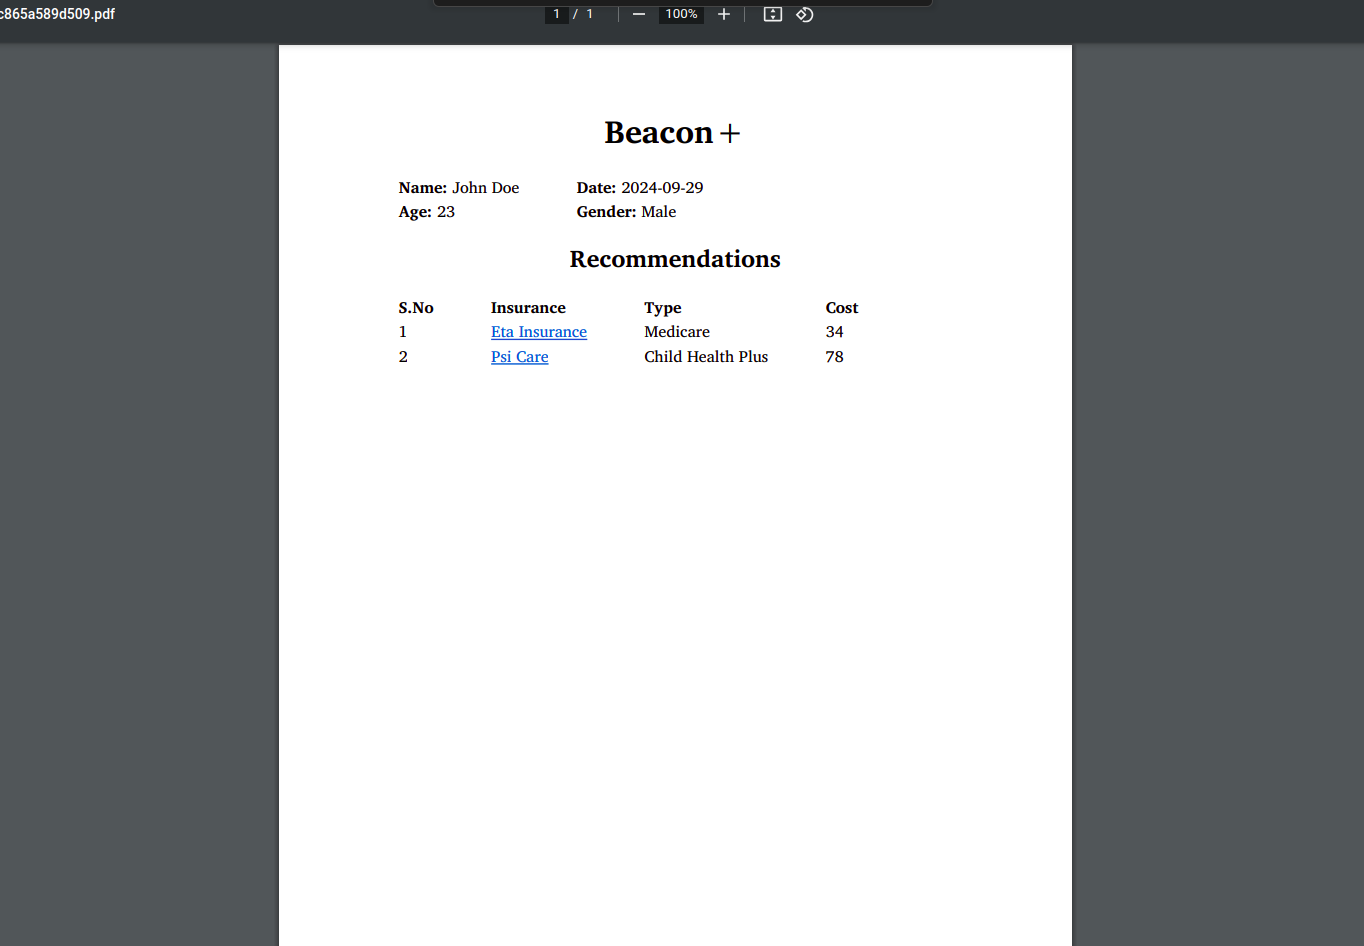 c865a589d509.pdf
1 / 1
100%
Beacon+
Name: John Doe Date: 2024-09-29
Age: 23 Gender: Male
Recommendations
S.No Insurance Type Cost
1 Eta Insurance Medicare 34
2 Psi Care Child Health Plus 78